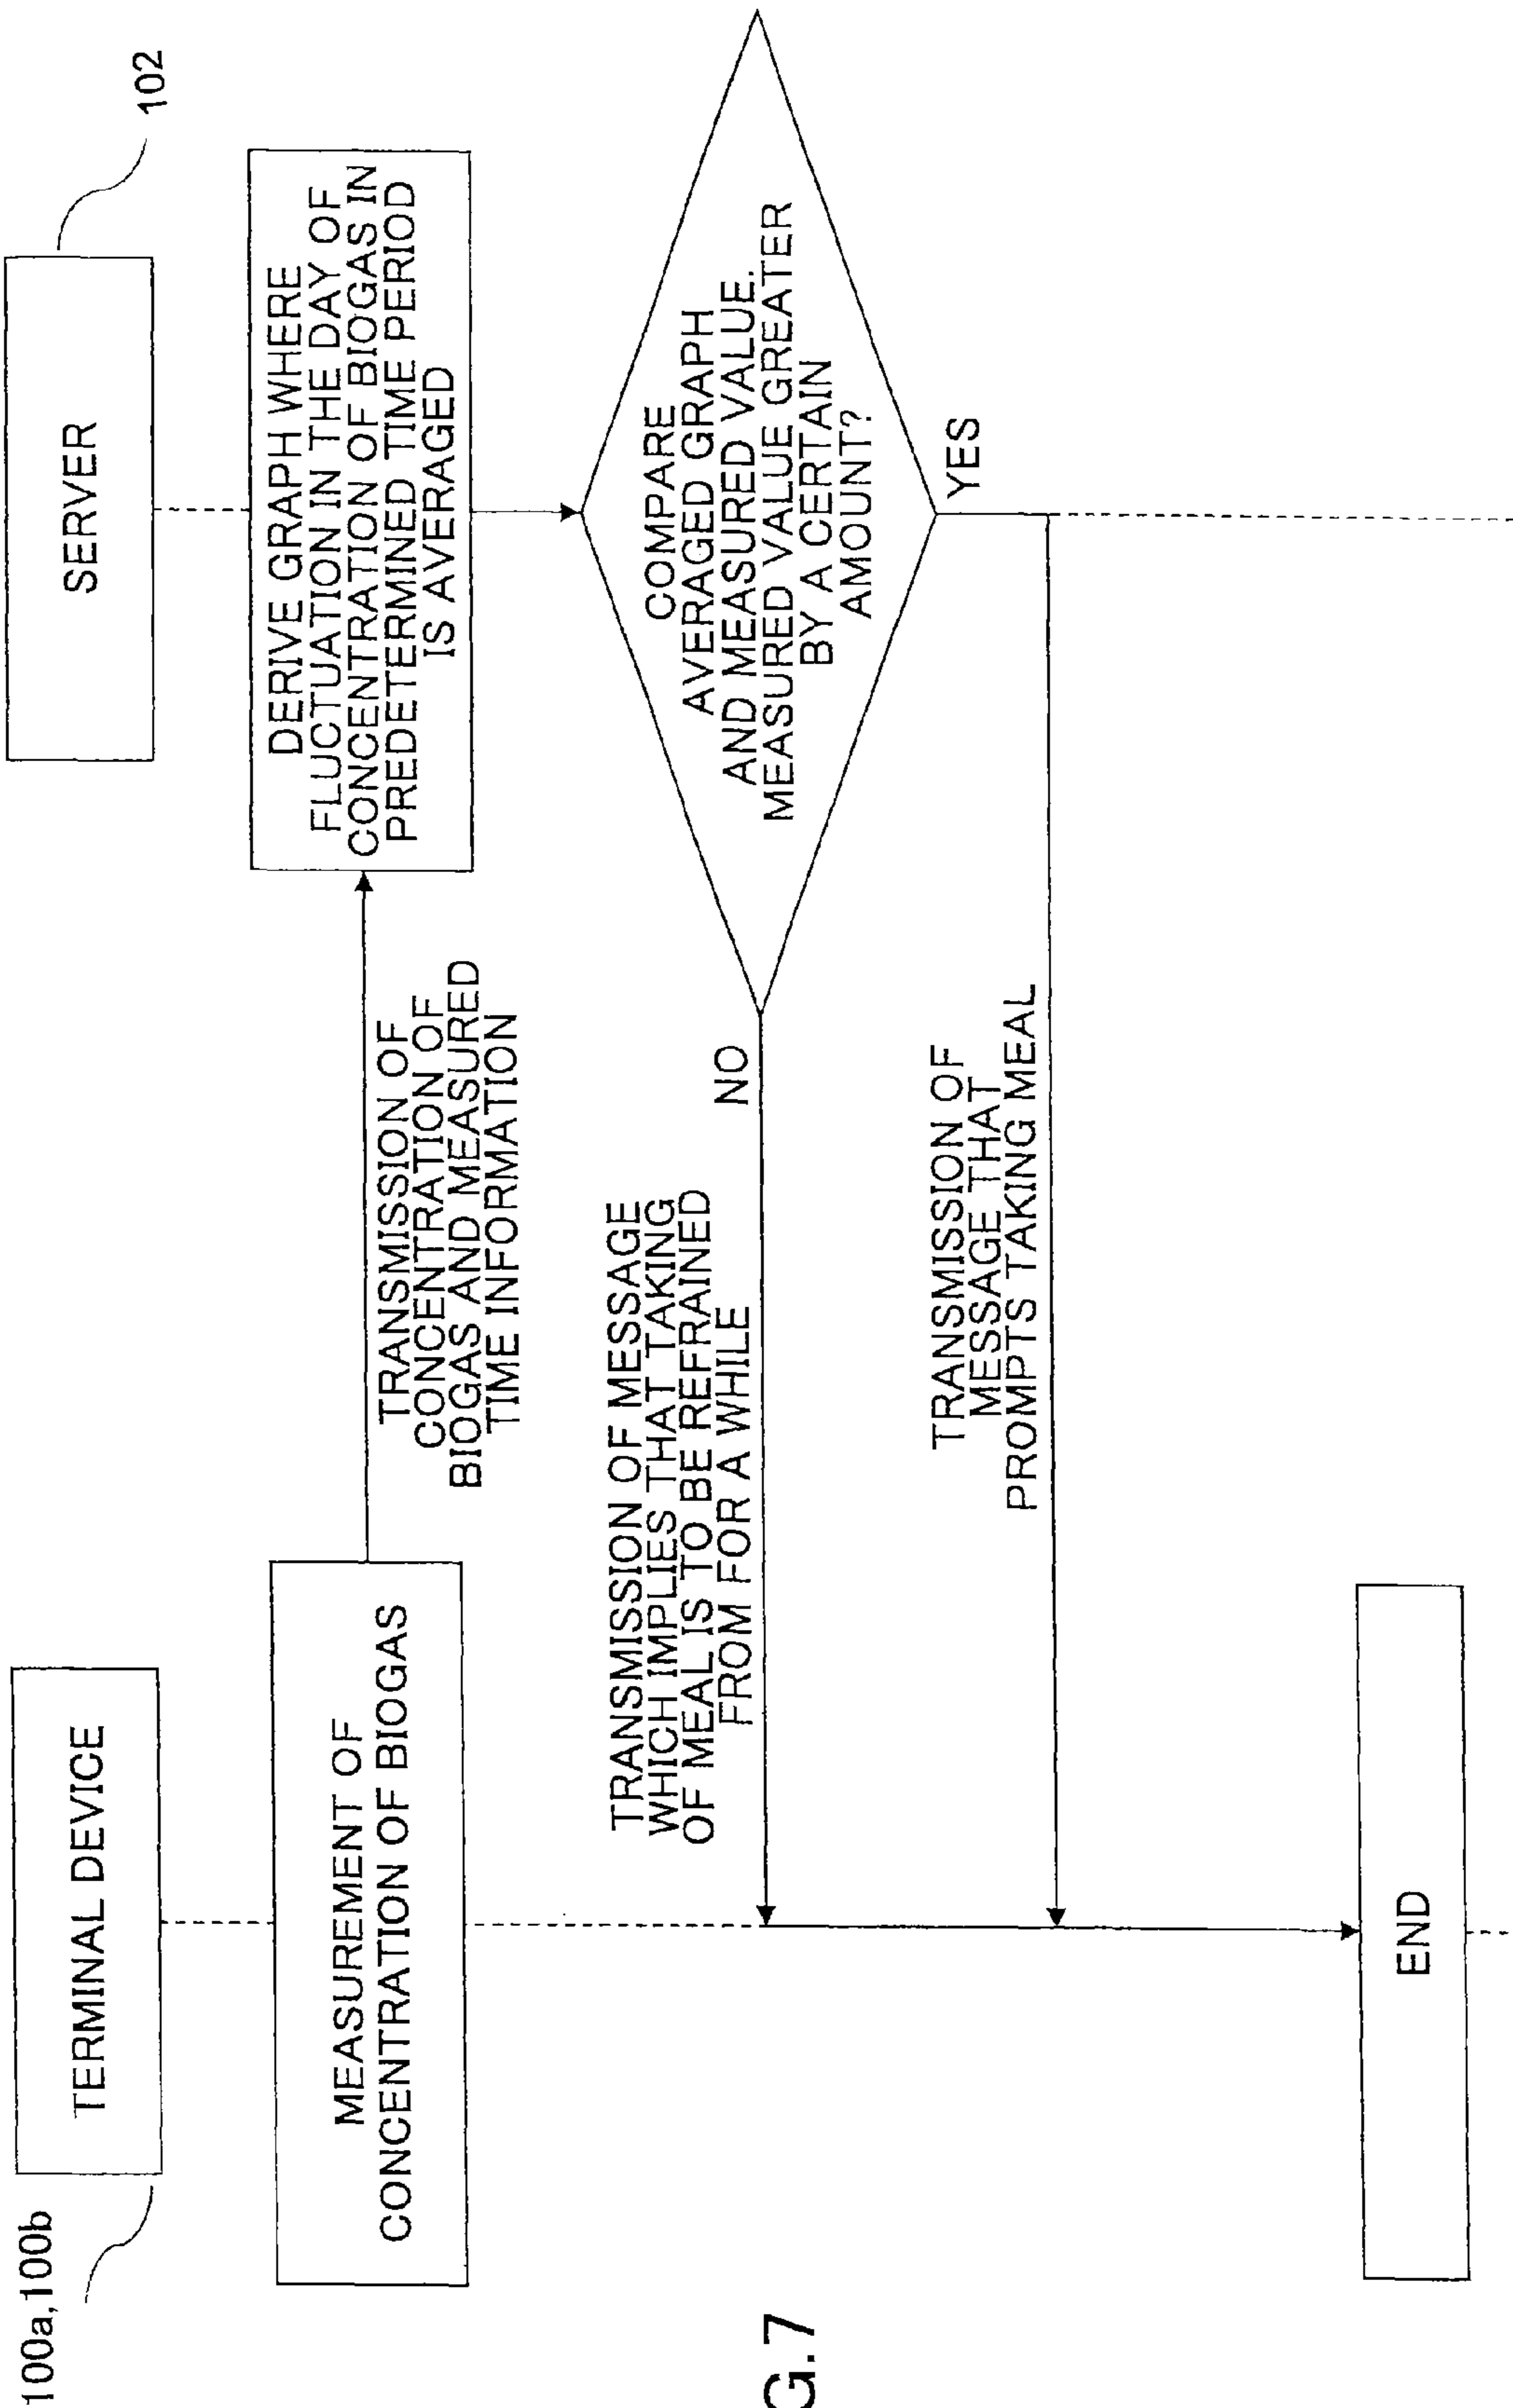 100a,100b
TERMINAL DEVICE
SERVER
102
MEASUREMENT OF
CONCENTRATION OF BIOGAS
TRANSMISSION OF
CONCENTRATION OF
BIOGAS AND MEASURED
TIME INFORMATION
DERIVE GRAPH WHERE
FLUCTUATION IN THE DAY OF
CONCENTRATION OF BIOGAS IN
PREDETERMINED TIME PERIOD
IS AVERAGED
TRANSMISSION OF MESSAGE
WHICH IMPLIES THAT TAKING
OF MEAL IS TO BE REFRAINED
FROM FOR A WHILE
NO
COMPARE
AVERAGED GRAPH
AND MEASURED VALUE.
MEASURED VALUE GREATER
BY A CERTAIN
AMOUNT?
YES
TRANSMISSION OF
MESSAGE THAT
PROMPTS TAKING MEAL
END
G.7